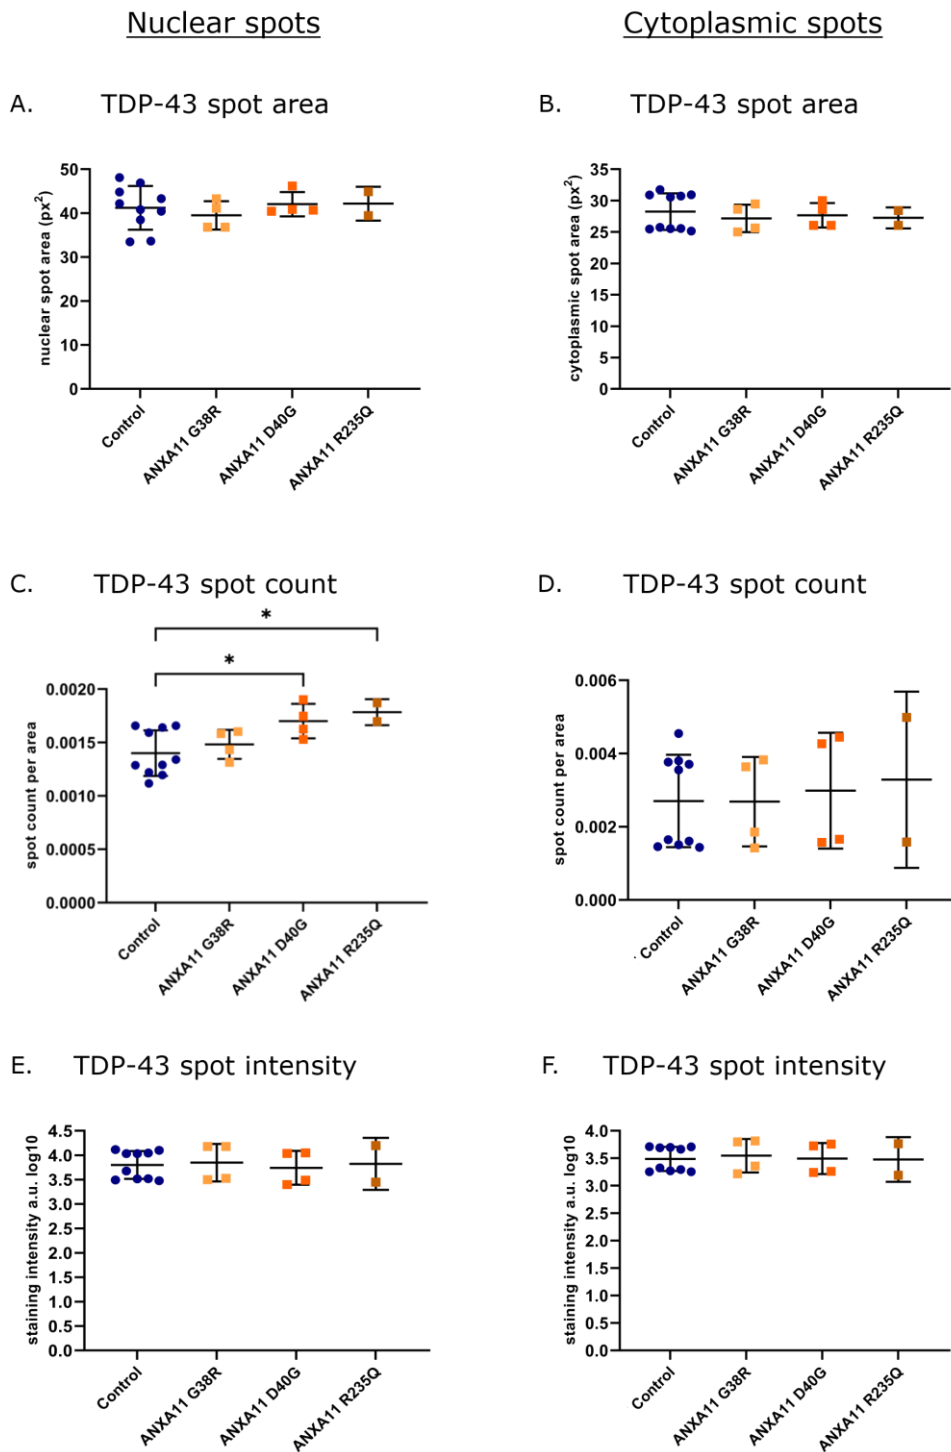 Nuclear spots
Cytoplasmic spots
A. TDP-43 spot area
nuclear spot area (px²)
50
40
30
20
10
0
Control
ANXA11 G38R
ANXA11 D40G
ANXA11 R235Q
B. TDP-43 spot area
cytoplasmic spot area (px²)
35
30
25
20
15
10
5
0
Control
ANXA11 G38R
ANXA11 D40G
ANXA11 R235Q
C. TDP-43 spot count
*
*
spot count per area
0.0020
0.0015
0.0010
0.0005
0.0000
Control
ANXA11 G38R
ANXA11 D40G
ANXA11 R235Q
D. TDP-43 spot count
spot count per area
0.006
0.004
0.002
0.000
Control
ANXA11 G38R
ANXA11 D40G
ANXA11 R235Q
E. TDP-43 spot intensity
staining intensity a.u. log10
4.5
4.0
3.5
3.0
2.5
2.0
1.5
1.0
0.5
0.0
Control
ANXA11 G38R
ANXA11 D40G
ANXA11 R235Q
F. TDP-43 spot intensity
staining intensity a.u. log10
4.0
3.5
3.0
2.5
2.0
1.5
1.0
0.5
0.0
Control
ANXA11 G38R
ANXA11 D40G
ANXA11 R235Q